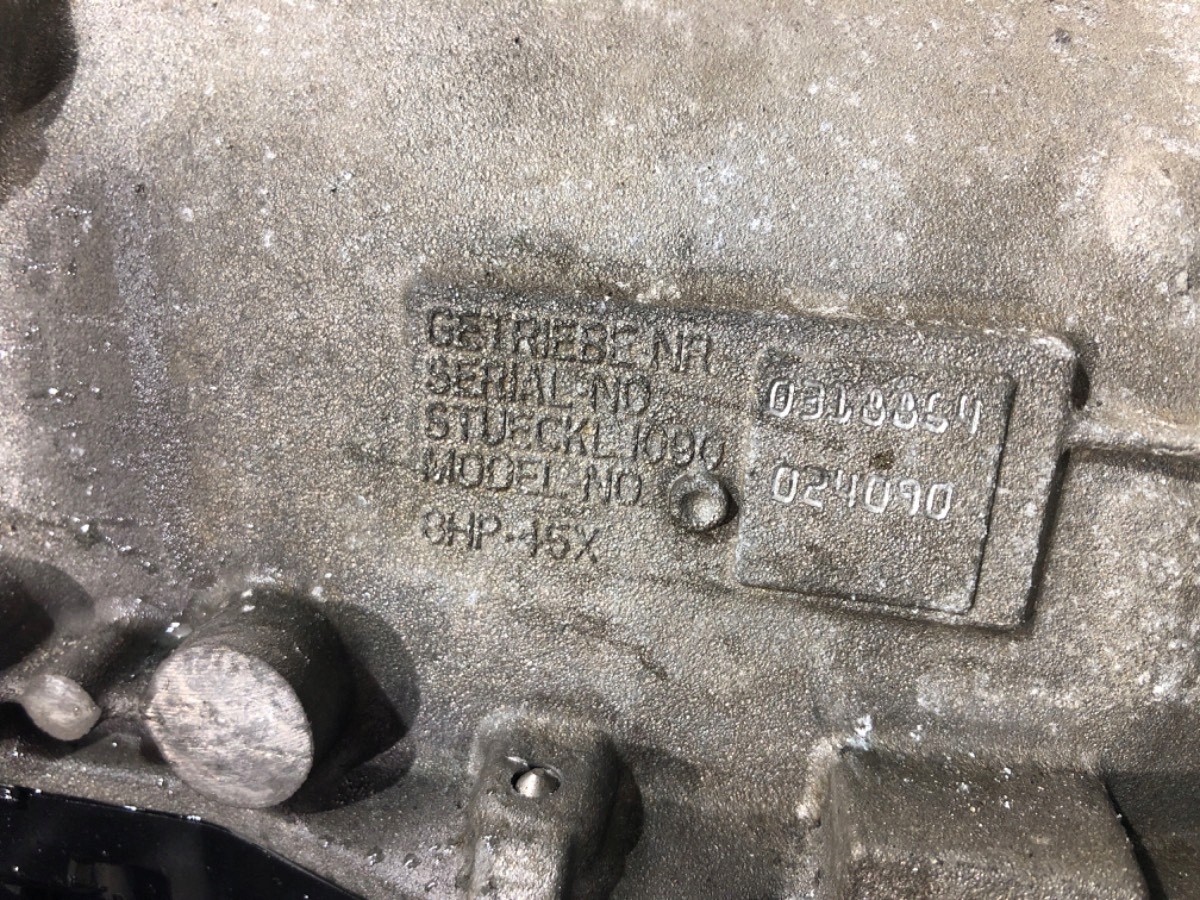 GETRIEBE-NR
SERIAL-NO
STUECKL.1090
MODEL NO.
8HP-45X
0318854
024090